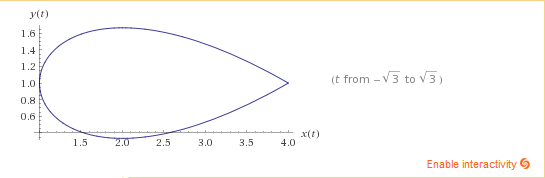 y(t)
1.6
1.4
1.2
1.0
0.8
0.6
1.5 2.0 2.5 3.0 3.5 4.0 x(t)
(t from −√3 to √3)
Enable interactivity